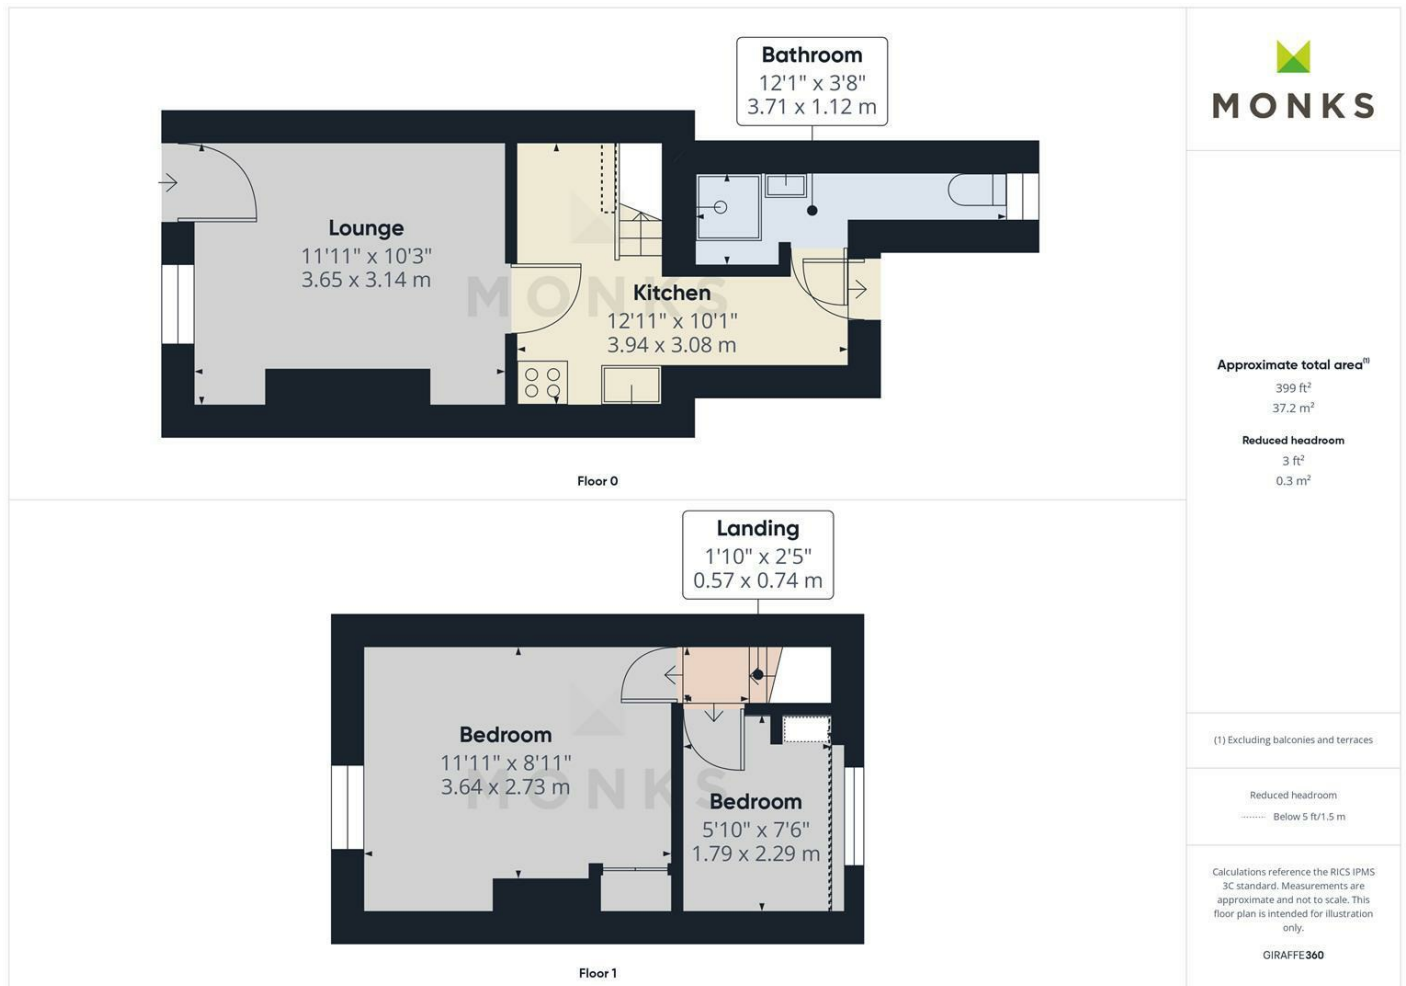 Bathroom
12'1" x 3'8"
3.71 x 1.12 m
Lounge
11'11" x 10'3"
3.65 x 3.14 m
MONKS
Kitchen
12'11" x 10'1"
3.94 x 3.08 m
Floor 0
Landing
1'10" x 2'5"
0.57 x 0.74 m
Bedroom
11'11" x 8'11"
3.64 x 2.73 m
MONKS
Bedroom
5'10" x 7'6"
1.79 x 2.29 m
Floor 1
MONKS
Approximate total area(1)
399 ft²
37.2 m²
Reduced headroom
3 ft²
0.3 m²
(1) Excluding balconies and terraces
Reduced headroom
Below 5 ft/1.5 m
Calculations reference the RICS IPMS
3C standard. Measurements are
approximate and not to scale. This
floor plan is intended for illustration
only.
GIRAFFE360